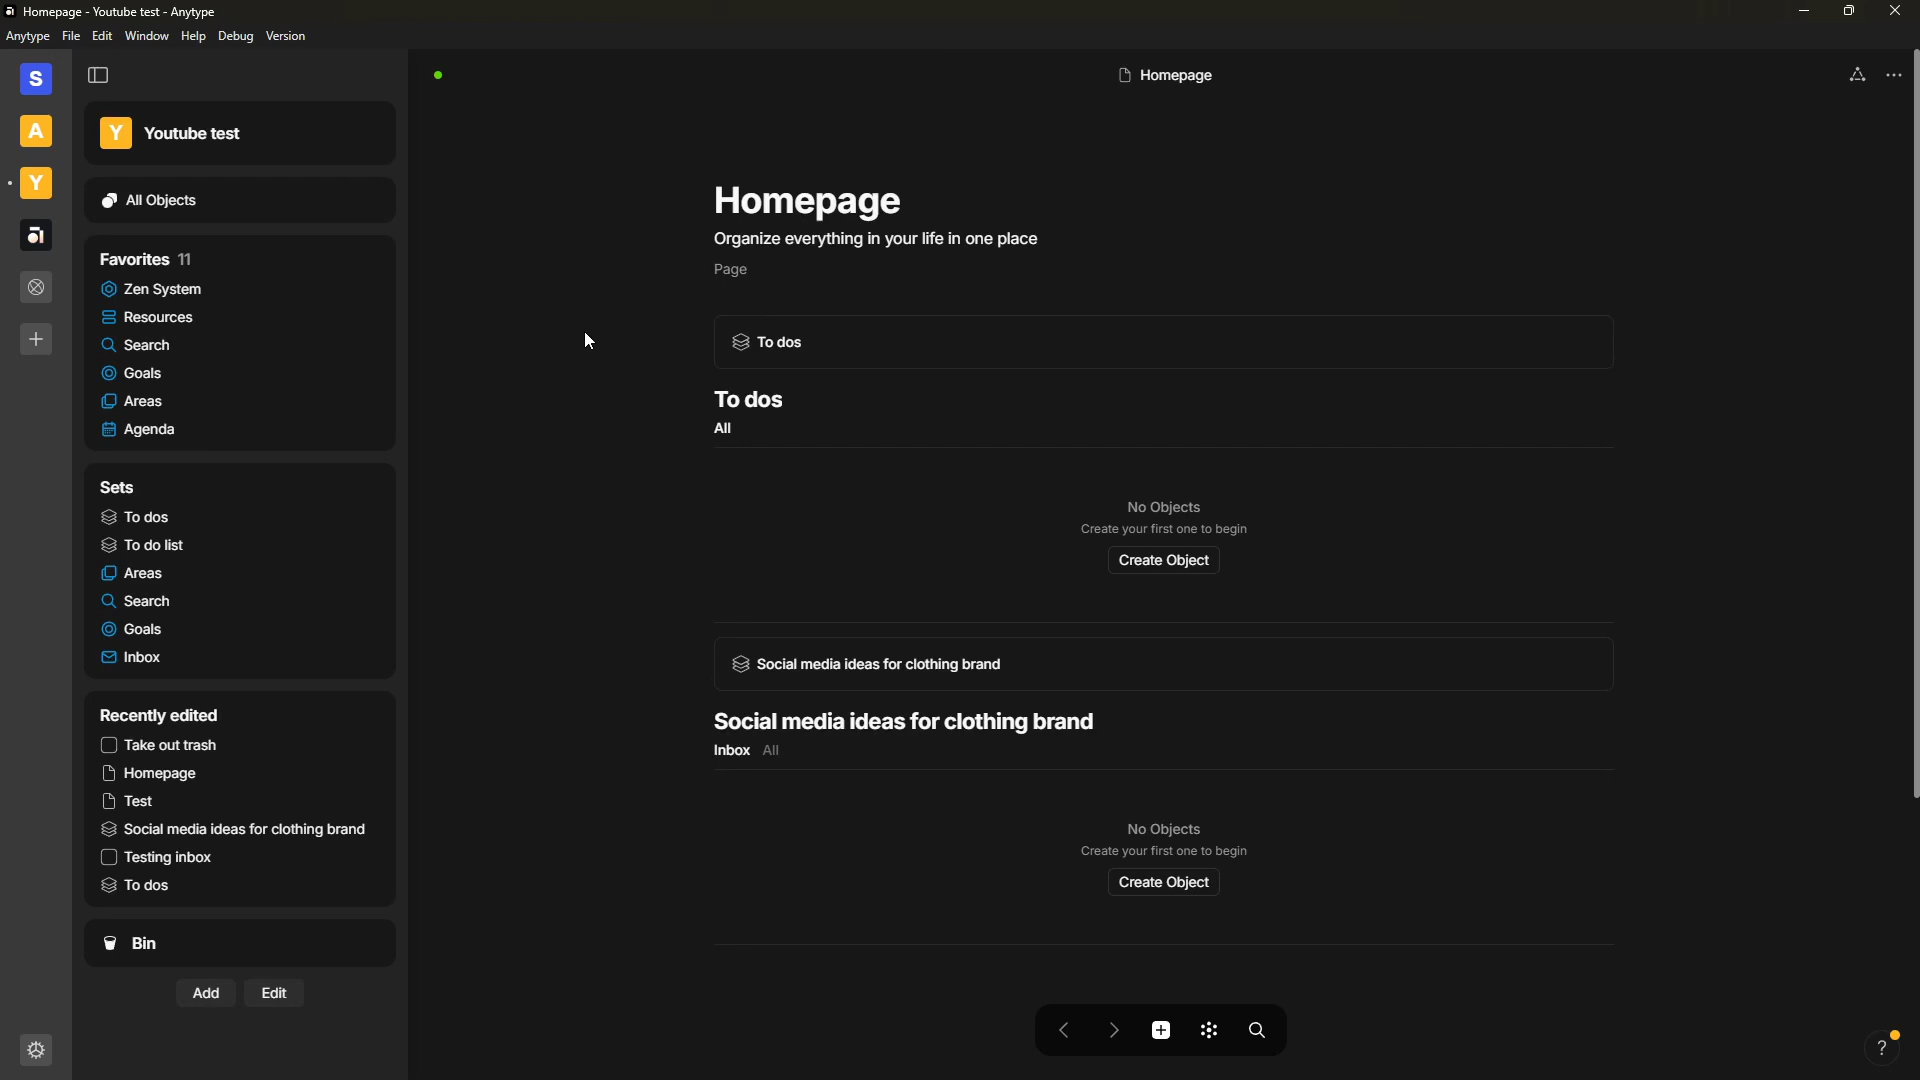 Homepage - Youtube test - Anytype
Anytype File Edit Window Help Debug Version
S
A
Y
Y Youtube test
All Objects
Favorites 11
Zen System
Resources
Search
Goals
Areas
Agenda
Sets
To dos
To do list
Areas
Search
Goals
Inbox
Recently edited
Take out trash
Homepage
Test
Social media ideas for clothing brand
Testing inbox
To dos
Bin
Add Edit
Homepage
Homepage
Organize everything in your life in one place
Page
To dos
To dos
All
No Objects
Create your first one to begin
Create Object
Social media ideas for clothing brand
Social media ideas for clothing brand
Inbox All
No Objects
Create your first one to begin
Create Object
?